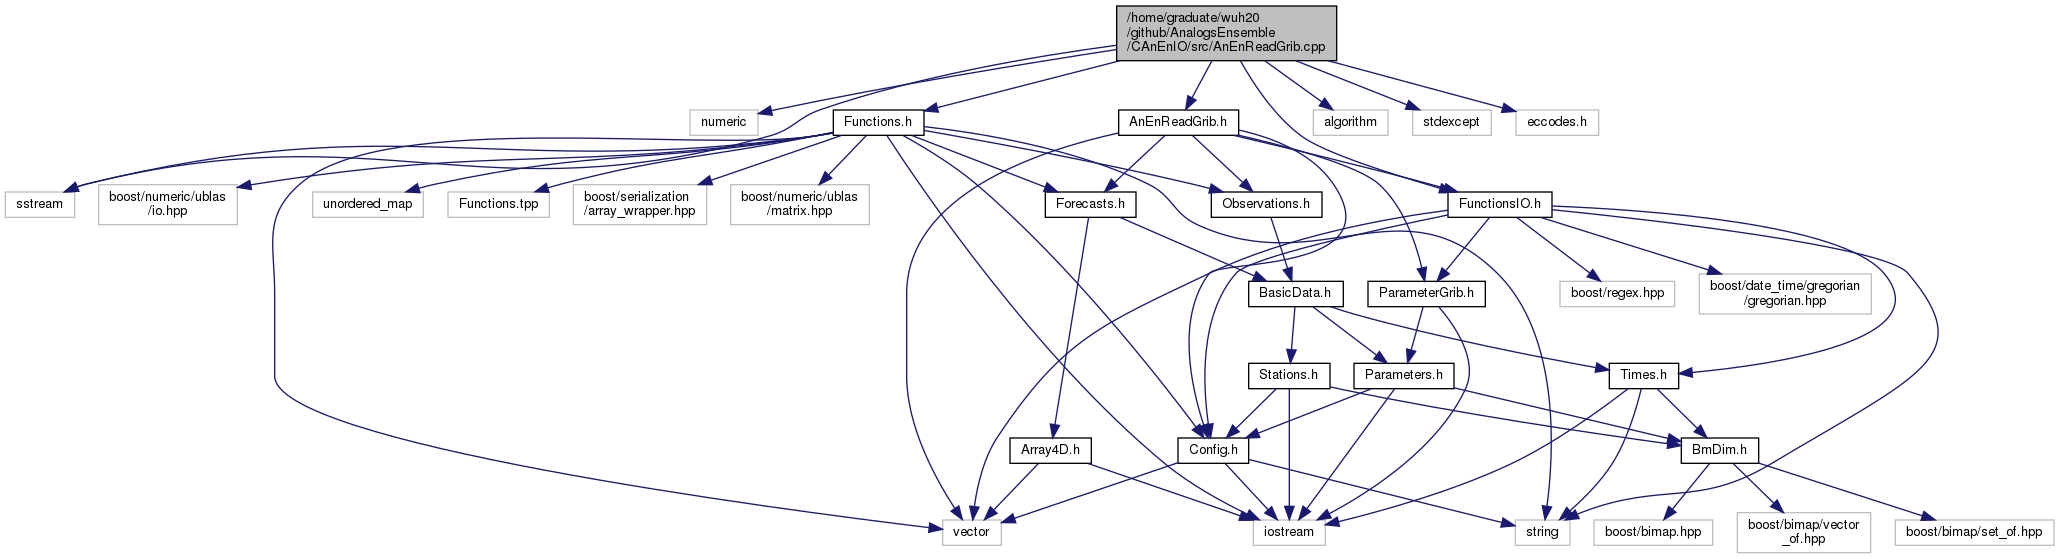 /home/graduate/wuh20
/github/AnalogsEnsemble
/CAnEnIO/src/AnEnReadGrib.cpp
numeric
Functions.h
AnEnReadGrib.h
algorithm
stdexcept
eccodes.h
sstream
boost/numeric/ublas
/io.hpp
unordered_map
Functions.tpp
boost/serialization
/array_wrapper.hpp
boost/numeric/ublas
/matrix.hpp
Forecasts.h
Observations.h
FunctionsIO.h
BasicData.h
ParameterGrib.h
boost/regex.hpp
boost/date_time/gregorian
/gregorian.hpp
Stations.h
Parameters.h
Times.h
Array4D.h
Config.h
BmDim.h
vector
iostream
string
boost/bimap.hpp
boost/bimap/vector
_of.hpp
boost/bimap/set_of.hpp